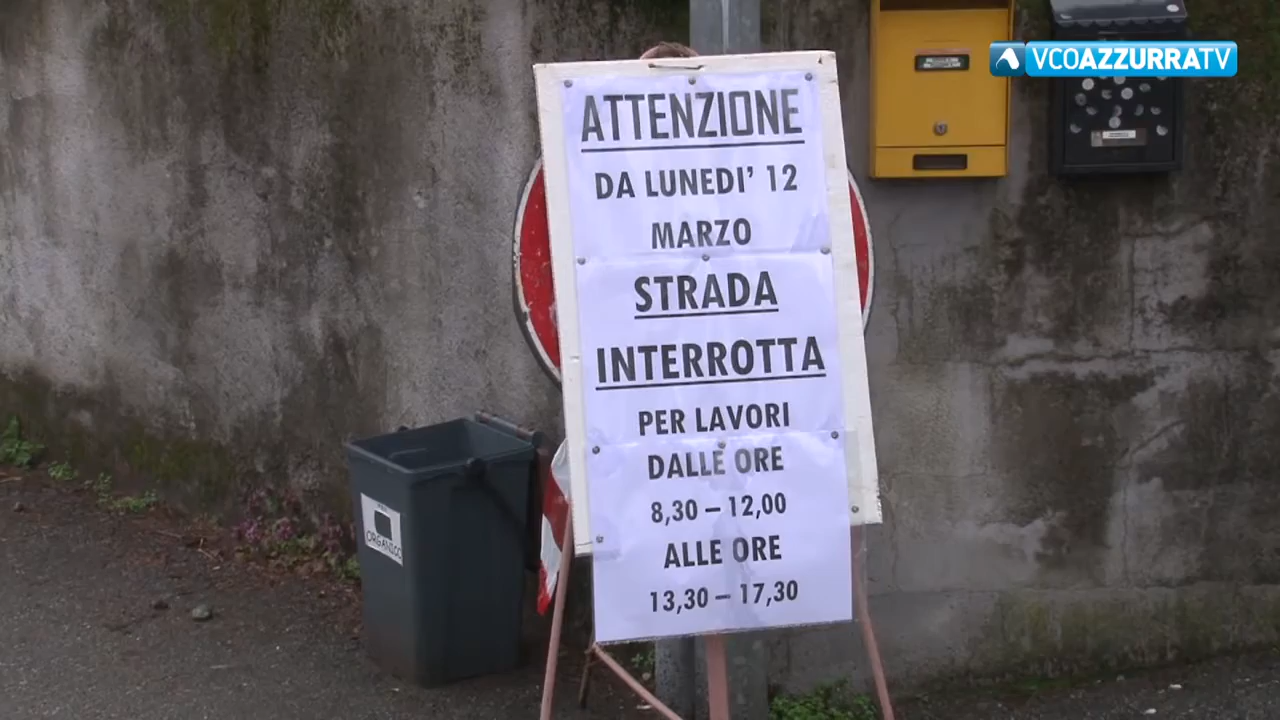 VCOAZZURRATV
ATTENZIONE
DA LUNEDI' 12
MARZO
STRADA
INTERROTTA
PER LAVORI
DALLE ORE
8,30 – 12,00
ALLE ORE
13,30 – 17,30
ORGANICO